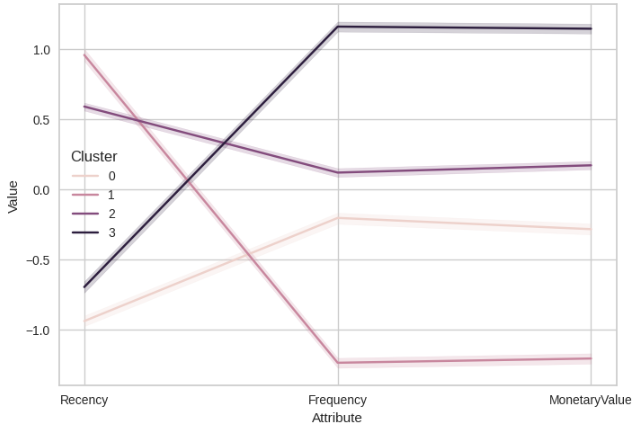 1.0
0.5
0.0
−0.5
−1.0
Value
Cluster
0
1
2
3
Recency
Frequency
MonetaryValue
Attribute